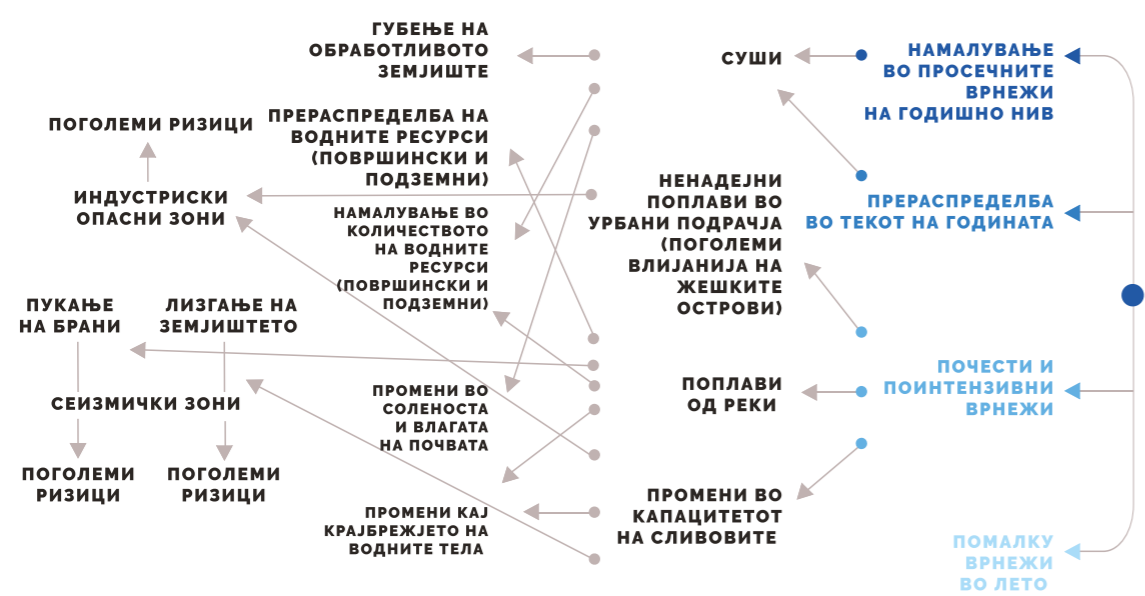 ГУБЕЊЕ НА
ОБРАБОТЛИВОТО
ЗЕМЈИШТЕ
ПОГОЛЕМИ РИЗИЦИ
ПРЕРАСПРЕДЕЛБА НА
ВОДНИТЕ РЕСУРСИ
(ПОВРШИНСКИ И
ПОДЗЕМНИ)
ИНДУСТРИСКИ
ОПАСНИ ЗОНИ
НАМАЛУВАЊЕ ВО
КОЛИЧЕСТВОТО
НА ВОДНИТЕ
РЕСУРСИ
(ПОВРШИНСКИ И
ПОДЗЕМНИ)
ПУКАЊЕ
НА БРАНИ
ЛИЗГАЊЕ НА
ЗЕМЈИШТЕТО
СЕИЗМИЧКИ ЗОНИ
ПОГОЛЕМИ
РИЗИЦИ
ПОГОЛЕМИ
РИЗИЦИ
ПРОМЕНИ ВО
СОЛЕНОСТА
И ВЛАГАТА
НА ПОЧВАТА
ПРОМЕНИ КАЈ
КРАЈБРЕЖЈЕТО НА
ВОДНИТЕ ТЕЛА
СУШИ
НЕНАДЕЈНИ
ПОПЛАВИ ВО
УРБАНИ ПОДРАЧЈА
(ПОГОЛЕМИ
ВЛИЈАНИЈА НА
ЖЕШКИТЕ
ОСТРОВИ)
ПОПЛАВИ
ОД РЕКИ
ПРОМЕНИ ВО
КАПАЦИТЕТОТ
НА СЛИВОВИТЕ
НАМАЛУВАЊЕ
ВО ПРОСЕЧНИТЕ
ВРНЕЖИ
НА ГОДИШНО НИВ
ПРЕРАСПРЕДЕЛБА
ВО ТЕКОТ НА ГОДИНАТА
ПОЧЕСТИ И
ПОИНТЕНЗИВНИ
ВРНЕЖИ
ПОМАЛКУ
ВРНЕЖИ
ВО ЛЕТО